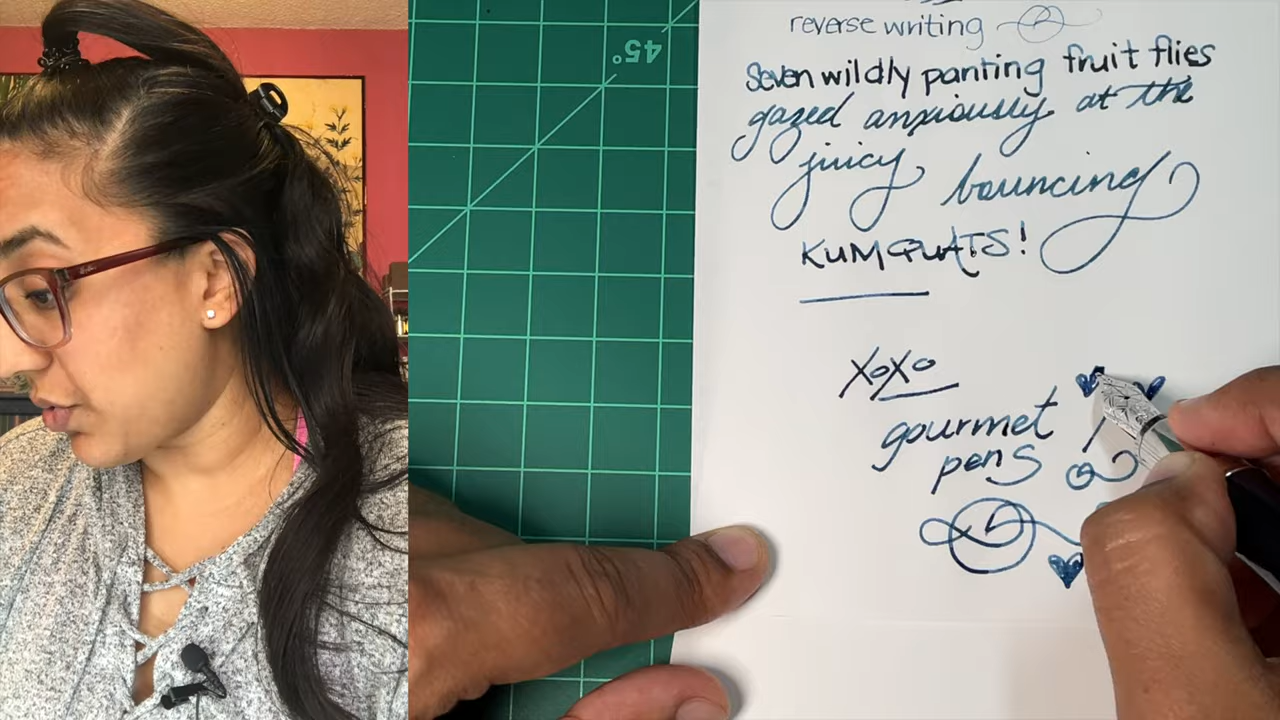 45°
reverse writing
Seven wildly panting fruit flies
gazed anxiously at the
juicy bouncing
KUMQUATS!
XoXo
gourmet
pens